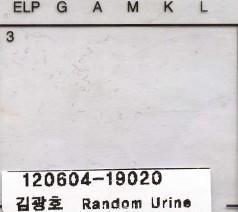 ELP G A M K L
3
120604-19020
김광호 Random Urine